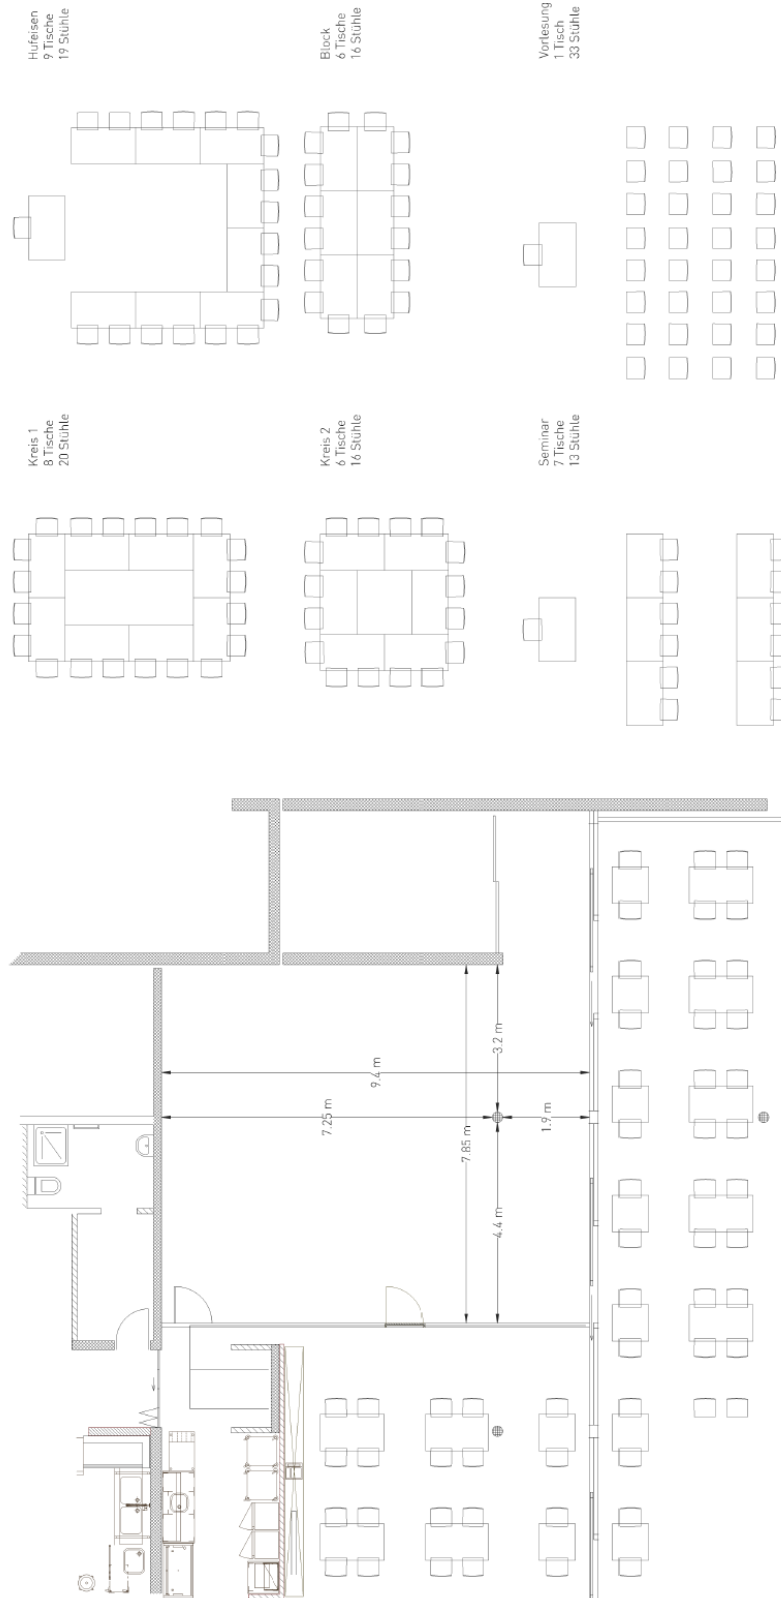 Hufeisen
9 Tische
19 Stühle
Block
6 Tische
16 Stühle
Vorlesung
1 Tisch
33 Stühle
Kreis 1
8 Tische
20 Stühle
Kreis 2
6 Tische
16 Stühle
Seminar
7 Tische
13 Stühle
9.4 m
7.25 m
7.85 m
3.2 m
1.9 m
4.4 m